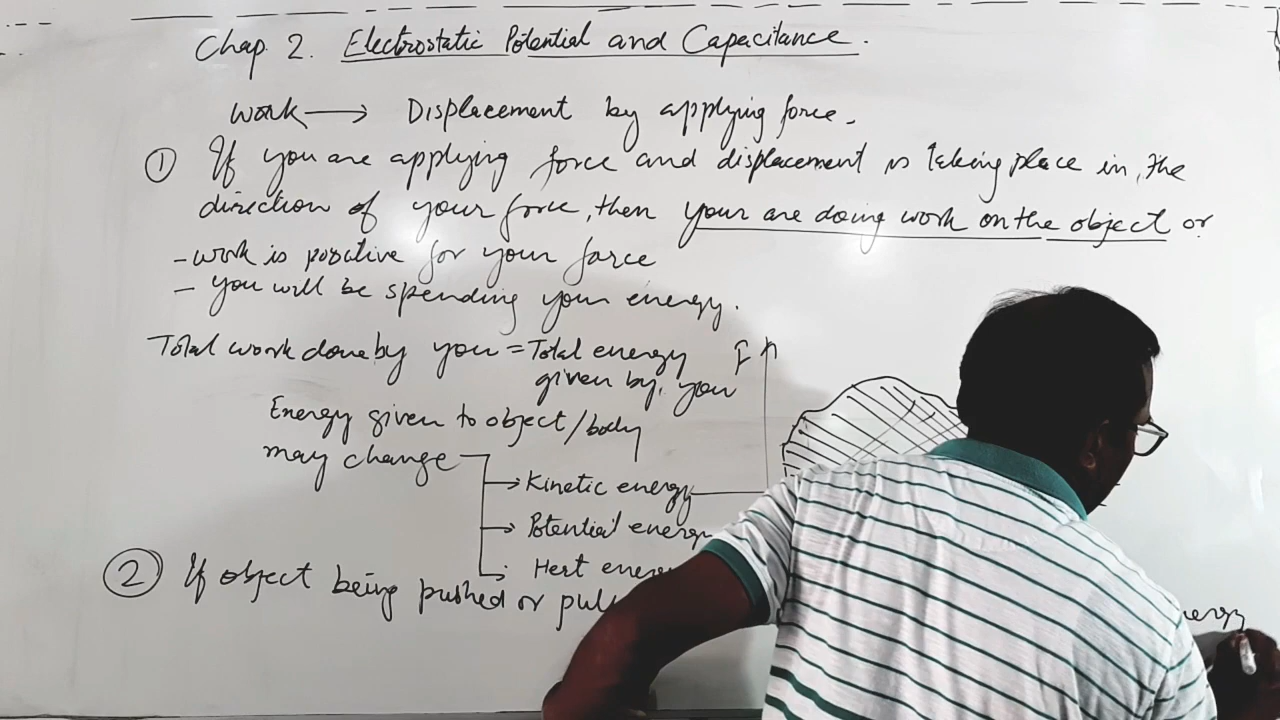 Chap. 2. Electrostatic Potential and Capacitance.
work → Displacement by applying force.
① If you are applying force and displacement is taking place in the
direction of your force, then your are doing work on the object or
- work is positive for your force
- you will be spending your energy.
Total work done by you = Total energy
given by you
F
Energy given to object/body
may change
→ Kinetic energy
→ Potential energy
Hert energy
② If object being pushed or pull
ergy